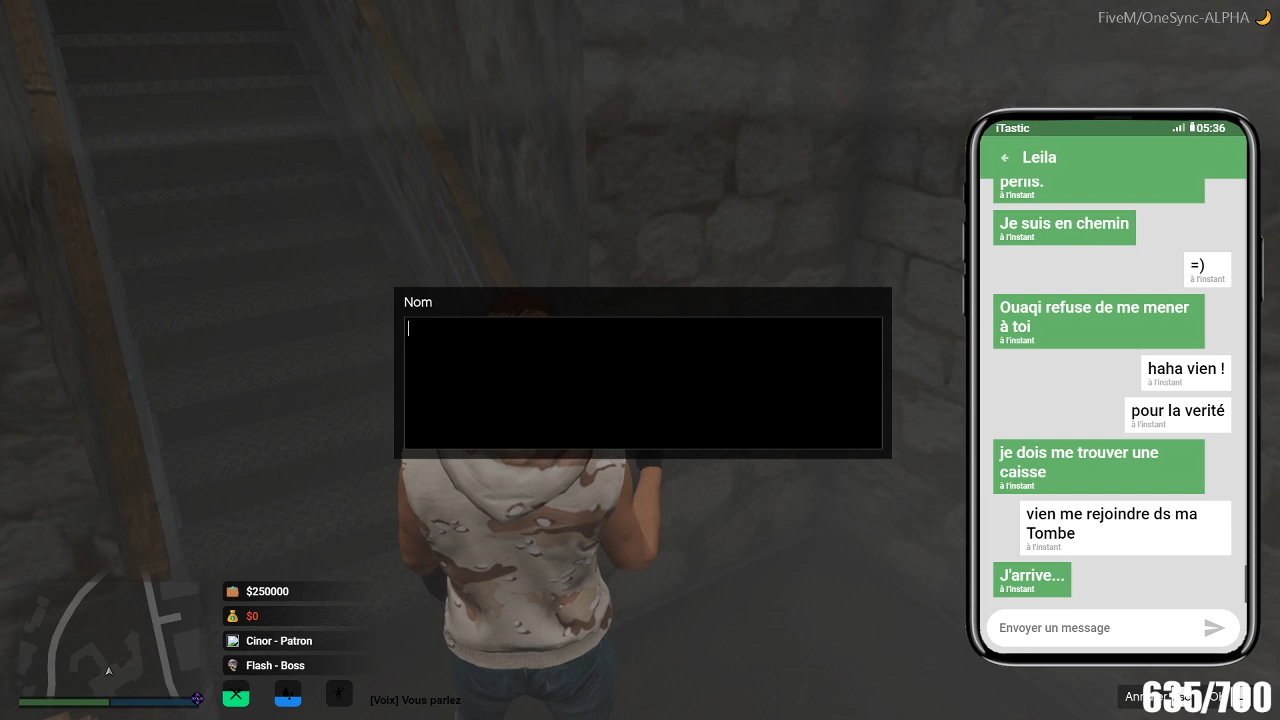 FiveM/OneSync-ALPHA
iTastic
05:36
Leila
périls.
à l'instant
Je suis en chemin
à l'instant
=)
à l'instant
Ouaqi refuse de me mener
à toi
à l'instant
haha vien !
à l'instant
pour la verité
à l'instant
je dois me trouver une
caisse
à l'instant
vien me rejoindre ds ma
Tombe
à l'instant
J'arrive...
à l'instant
Envoyer un message
Nom
$250000
$0
Cinor - Patron
Flash - Boss
[Voix] Vous parlez
635/700